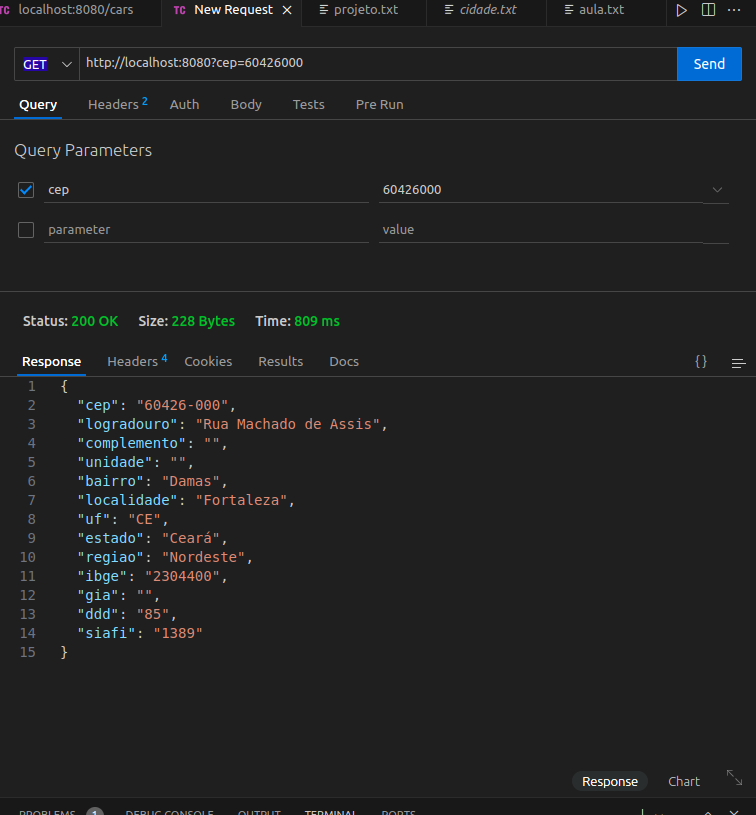 TC localhost:8080/cars TC New Request × projeto.txt cidade.txt aula.txt
GET http://localhost:8080?cep=60426000 Send
Query Headers 2 Auth Body Tests Pre Run
Query Parameters
cep 60426000
parameter value
Status: 200 OK Size: 228 Bytes Time: 809 ms
Response Headers 4 Cookies Results Docs {}
1 {
2 "cep": "60426-000",
3 "logradouro": "Rua Machado de Assis",
4 "complemento": "",
5 "unidade": "",
6 "bairro": "Damas",
7 "localidade": "Fortaleza",
8 "uf": "CE",
9 "estado": "Ceará",
10 "regiao": "Nordeste",
11 "ibge": "2304400",
12 "gia": "",
13 "ddd": "85",
14 "siafi": "1389"
15 }
Response Chart
PROBLEMS 1 DEBUG CONSOLE OUTPUT TERMINAL PORTS